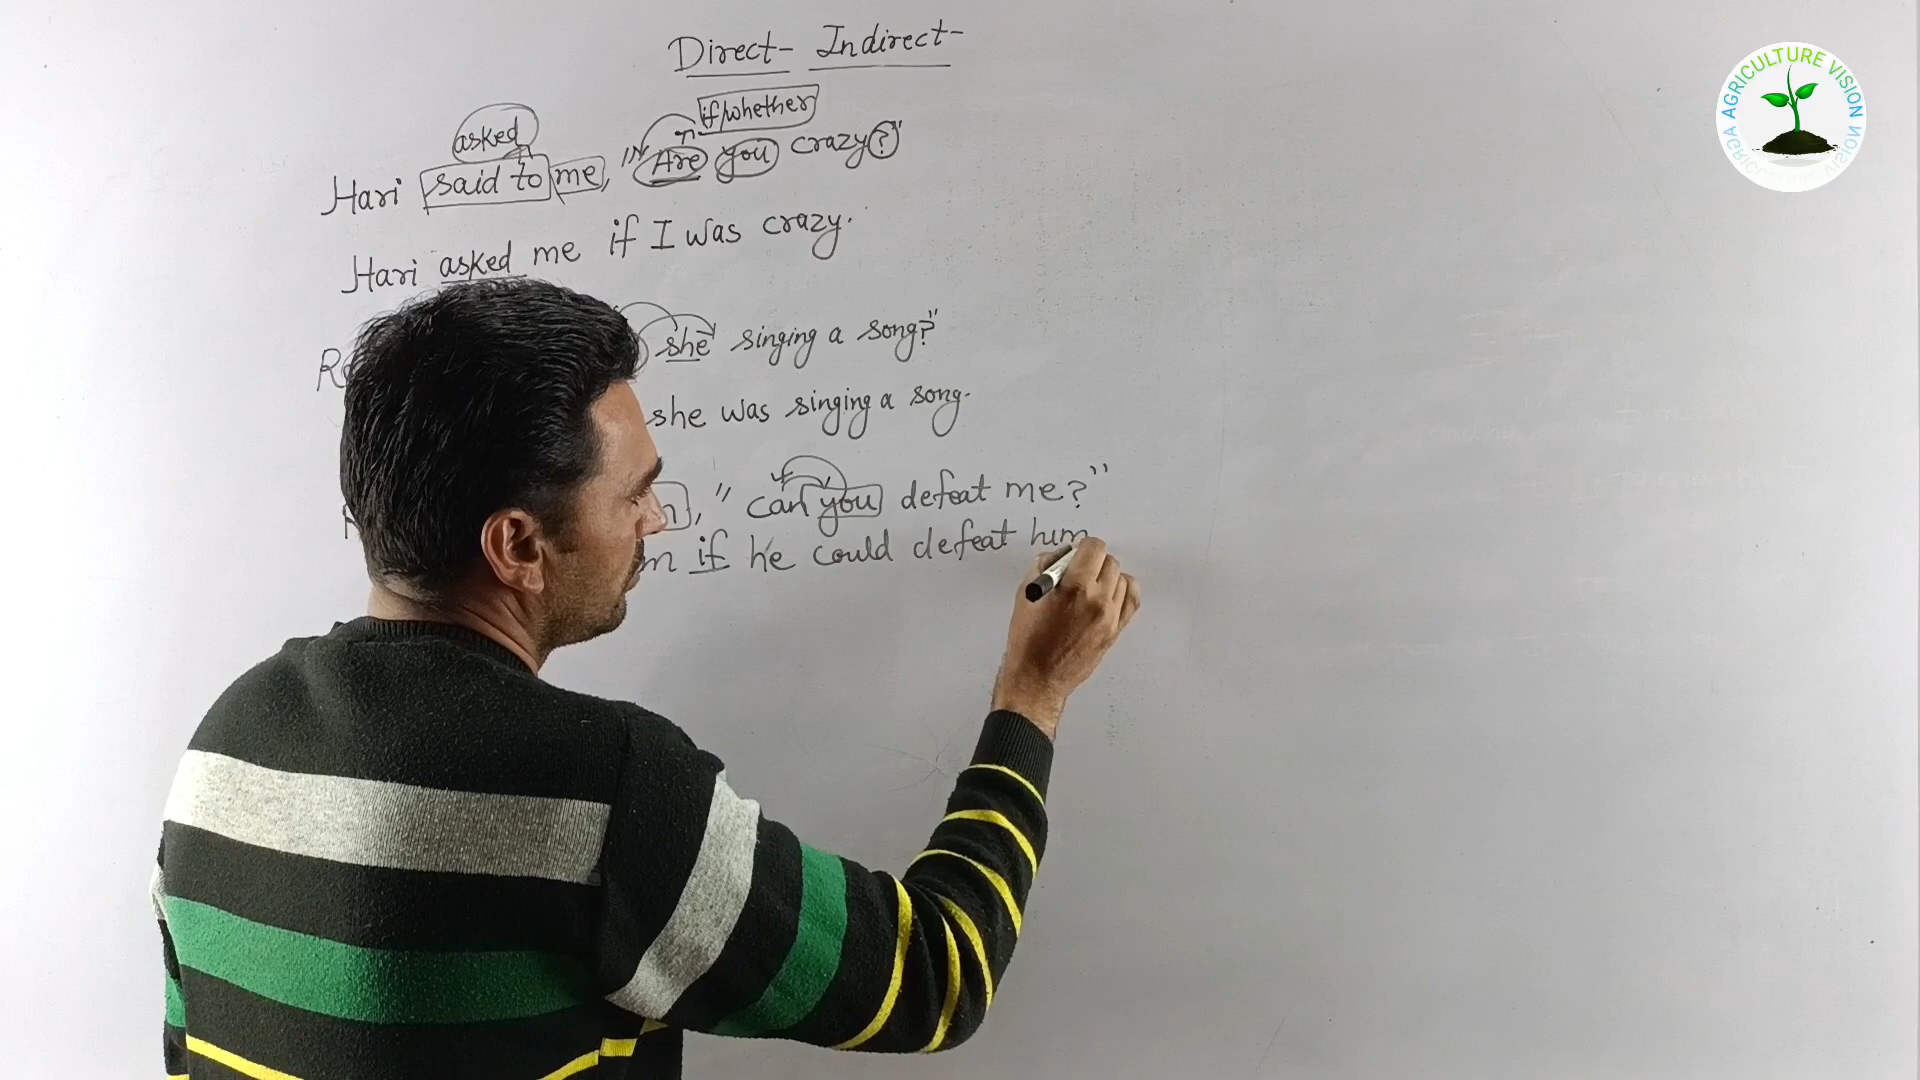 Direct- Indirect-
if/whether
asked
Hari said to me, "Are you crazy?"
Hari asked me if I was crazy.
she singing a song?"
she was singing a song.
, "can you defeat me?"
if he could defeat him
AGRICULTURE VISION